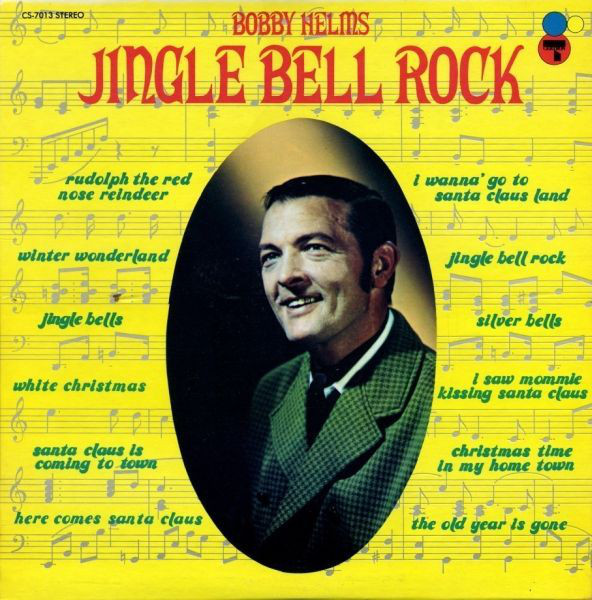 CS-7013 STEREO
BOBBY HELMS
JINGLE BELL ROCK
rudolph the red
nose reindeer
winter wonderland
jingle bells
white christmas
santa claus is
coming to town
here comes santa claus
i wanna' go to
santa claus land
jingle bell rock
silver bells
i saw mommie
kissing santa claus
christmas time
in my home town
the old year is gone